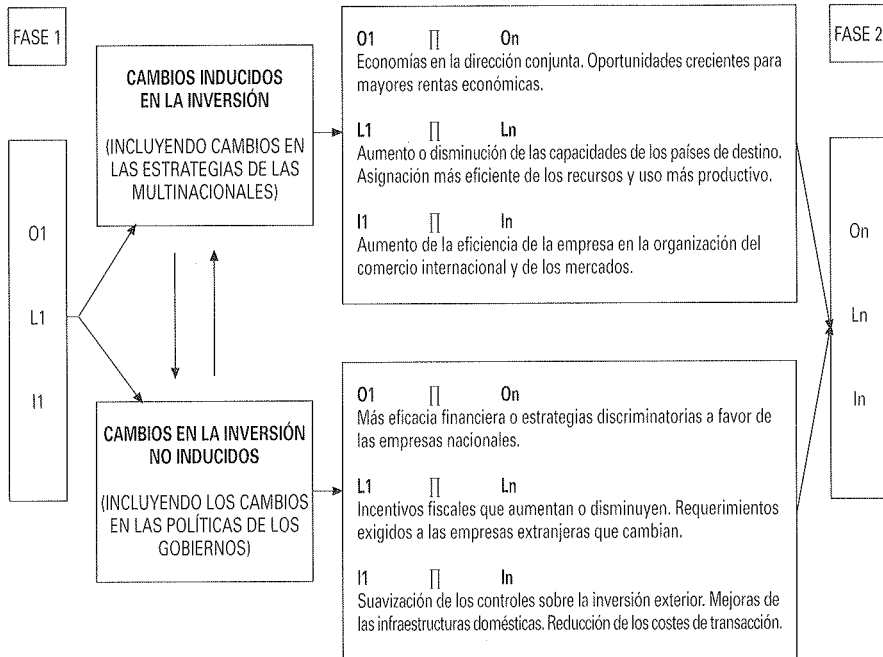 FASE 1
CAMBIOS INDUCIDOS
EN LA INVERSIÓN
(INCLUYENDO CAMBIOS EN
LAS ESTRATEGIAS DE LAS
MULTINACIONALES)
O1
L1
I1
CAMBIOS EN LA INVERSIÓN
NO INDUCIDOS
(INCLUYENDO LOS CAMBIOS
EN LAS POLÍTICAS DE LOS
GOBIERNOS)
O1 ∏ On
Economías en la dirección conjunta. Oportunidades crecientes para
mayores rentas económicas.
L1 ∏ Ln
Aumento o disminución de las capacidades de los países de destino.
Asignación más eficiente de los recursos y uso más productivo.
I1 ∏ In
Aumento de la eficiencia de la empresa en la organización del
comercio internacional y de los mercados.
O1 ∏ On
Más eficacia financiera o estrategias discriminatorias a favor de
las empresas nacionales.
L1 ∏ Ln
Incentivos fiscales que aumentan o disminuyen. Requerimientos
exigidos a las empresas extranjeras que cambian.
I1 ∏ In
Suavización de los controles sobre la inversión exterior. Mejoras de
las infraestructuras domésticas. Reducción de los costes de transacción.
FASE 2
On
Ln
In